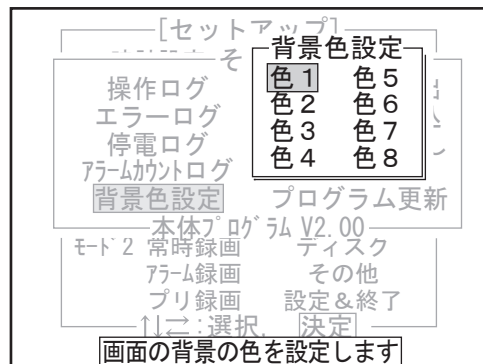 [セットアップ]
そ
背景色設定
色１ 色５
色２ 色６
色３ 色７
色４ 色８
操作ログ
エラーログ
停電ログ
ｱﾗｰﾑｶｳﾝﾄログ
背景色設定 プログラム更新
本体ﾌﾟﾛｸﾞﾗﾑ V2.00
ﾓｰﾄﾞ2 常時録画 ディスク
ｱﾗｰﾑ録画 その他
プリ録画 設定＆終了
↑↓⇄:選択, 決定
画面の背景の色を設定します